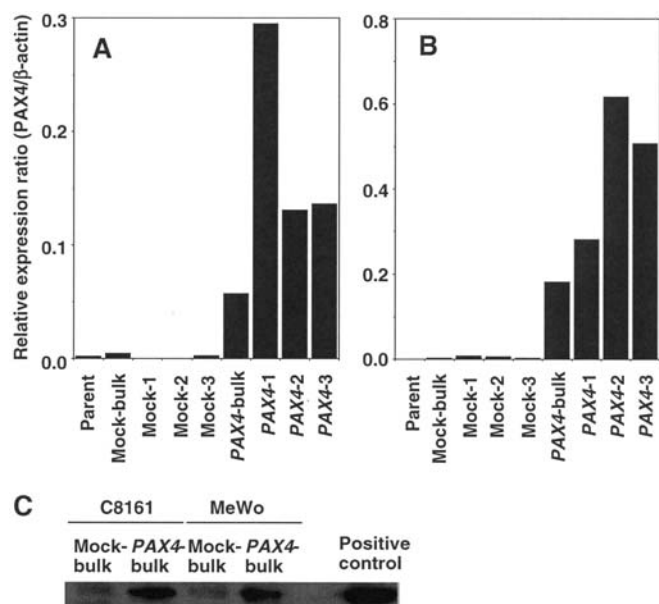 Relative expression ratio (PAX4/β-actin)
A
0.3
0.2
0.1
0.0
Parent
Mock-bulk
Mock-1
Mock-2
Mock-3
PAX4-bulk
PAX4-1
PAX4-2
PAX4-3
B
0.8
0.6
0.4
0.2
0.0
Parent
Mock-bulk
Mock-1
Mock-2
Mock-3
PAX4-bulk
PAX4-1
PAX4-2
PAX4-3
C
C8161 MeWo
Mock- PAX4- Mock- PAX4- Positive
bulk bulk bulk bulk control